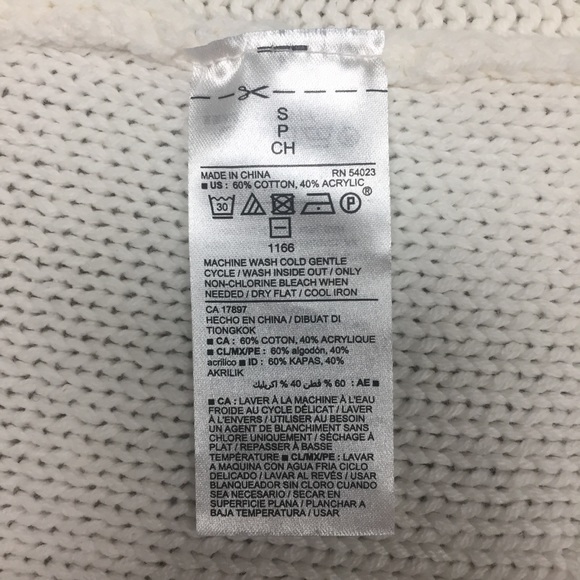 S
P
CH
MADE IN CHINA RN 54023
■ US : 60% COTTON, 40% ACRYLIC
30 P ®
1166
MACHINE WASH COLD GENTLE
CYCLE / WASH INSIDE OUT / ONLY
NON-CHLORINE BLEACH WHEN
NEEDED / DRY FLAT / COOL IRON
CA 17897
HECHO EN CHINA / DIBUAT DI
TIONGKOK
■ CA : 60% COTON, 40% ACRYLIQUE
■ CL/MX/PE : 60% algodón, 40%
acrílico ■ ID : 60% KAPAS, 40%
AKRILIK
■ AE : 60 % قطن 40 % اكريليك
■ CA : LAVER À LA MACHINE À L'EAU
FROIDE AU CYCLE DÉLICAT / LAVER
À L'ENVERS / UTILISER AU BESOIN
UN AGENT DE BLANCHIMENT SANS
CHLORE UNIQUEMENT / SÉCHAGE À
PLAT / REPASSER À BASSE
TEMPÉRATURE ■ CL/MX/PE : LAVAR
A MAQUINA CON AGUA FRIA CICLO
DELICADO / LAVAR AL REVÉS / USAR
BLANQUEADOR SIN CLORO CUANDO
SEA NECESARIO / SECAR EN
SUPERFICIE PLANA / PLANCHAR A
BAJA TEMPERATURA / USAR